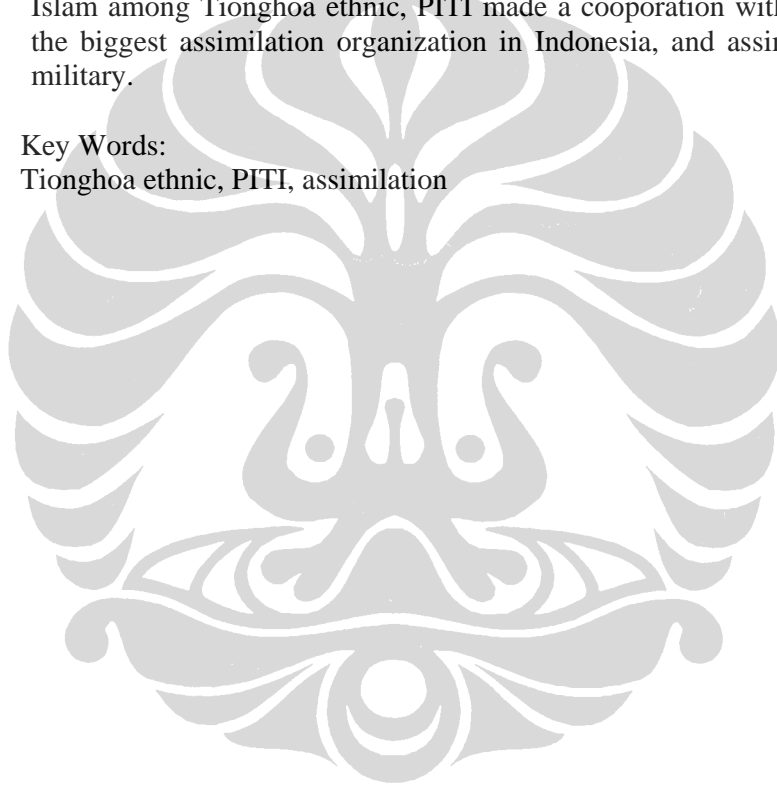 Islam among Tionghoa ethnic, PITI made a cooporation with
the biggest assimilation organization in Indonesia, and
military.
Key Words:
Tionghoa ethnic, PITI, assimilation